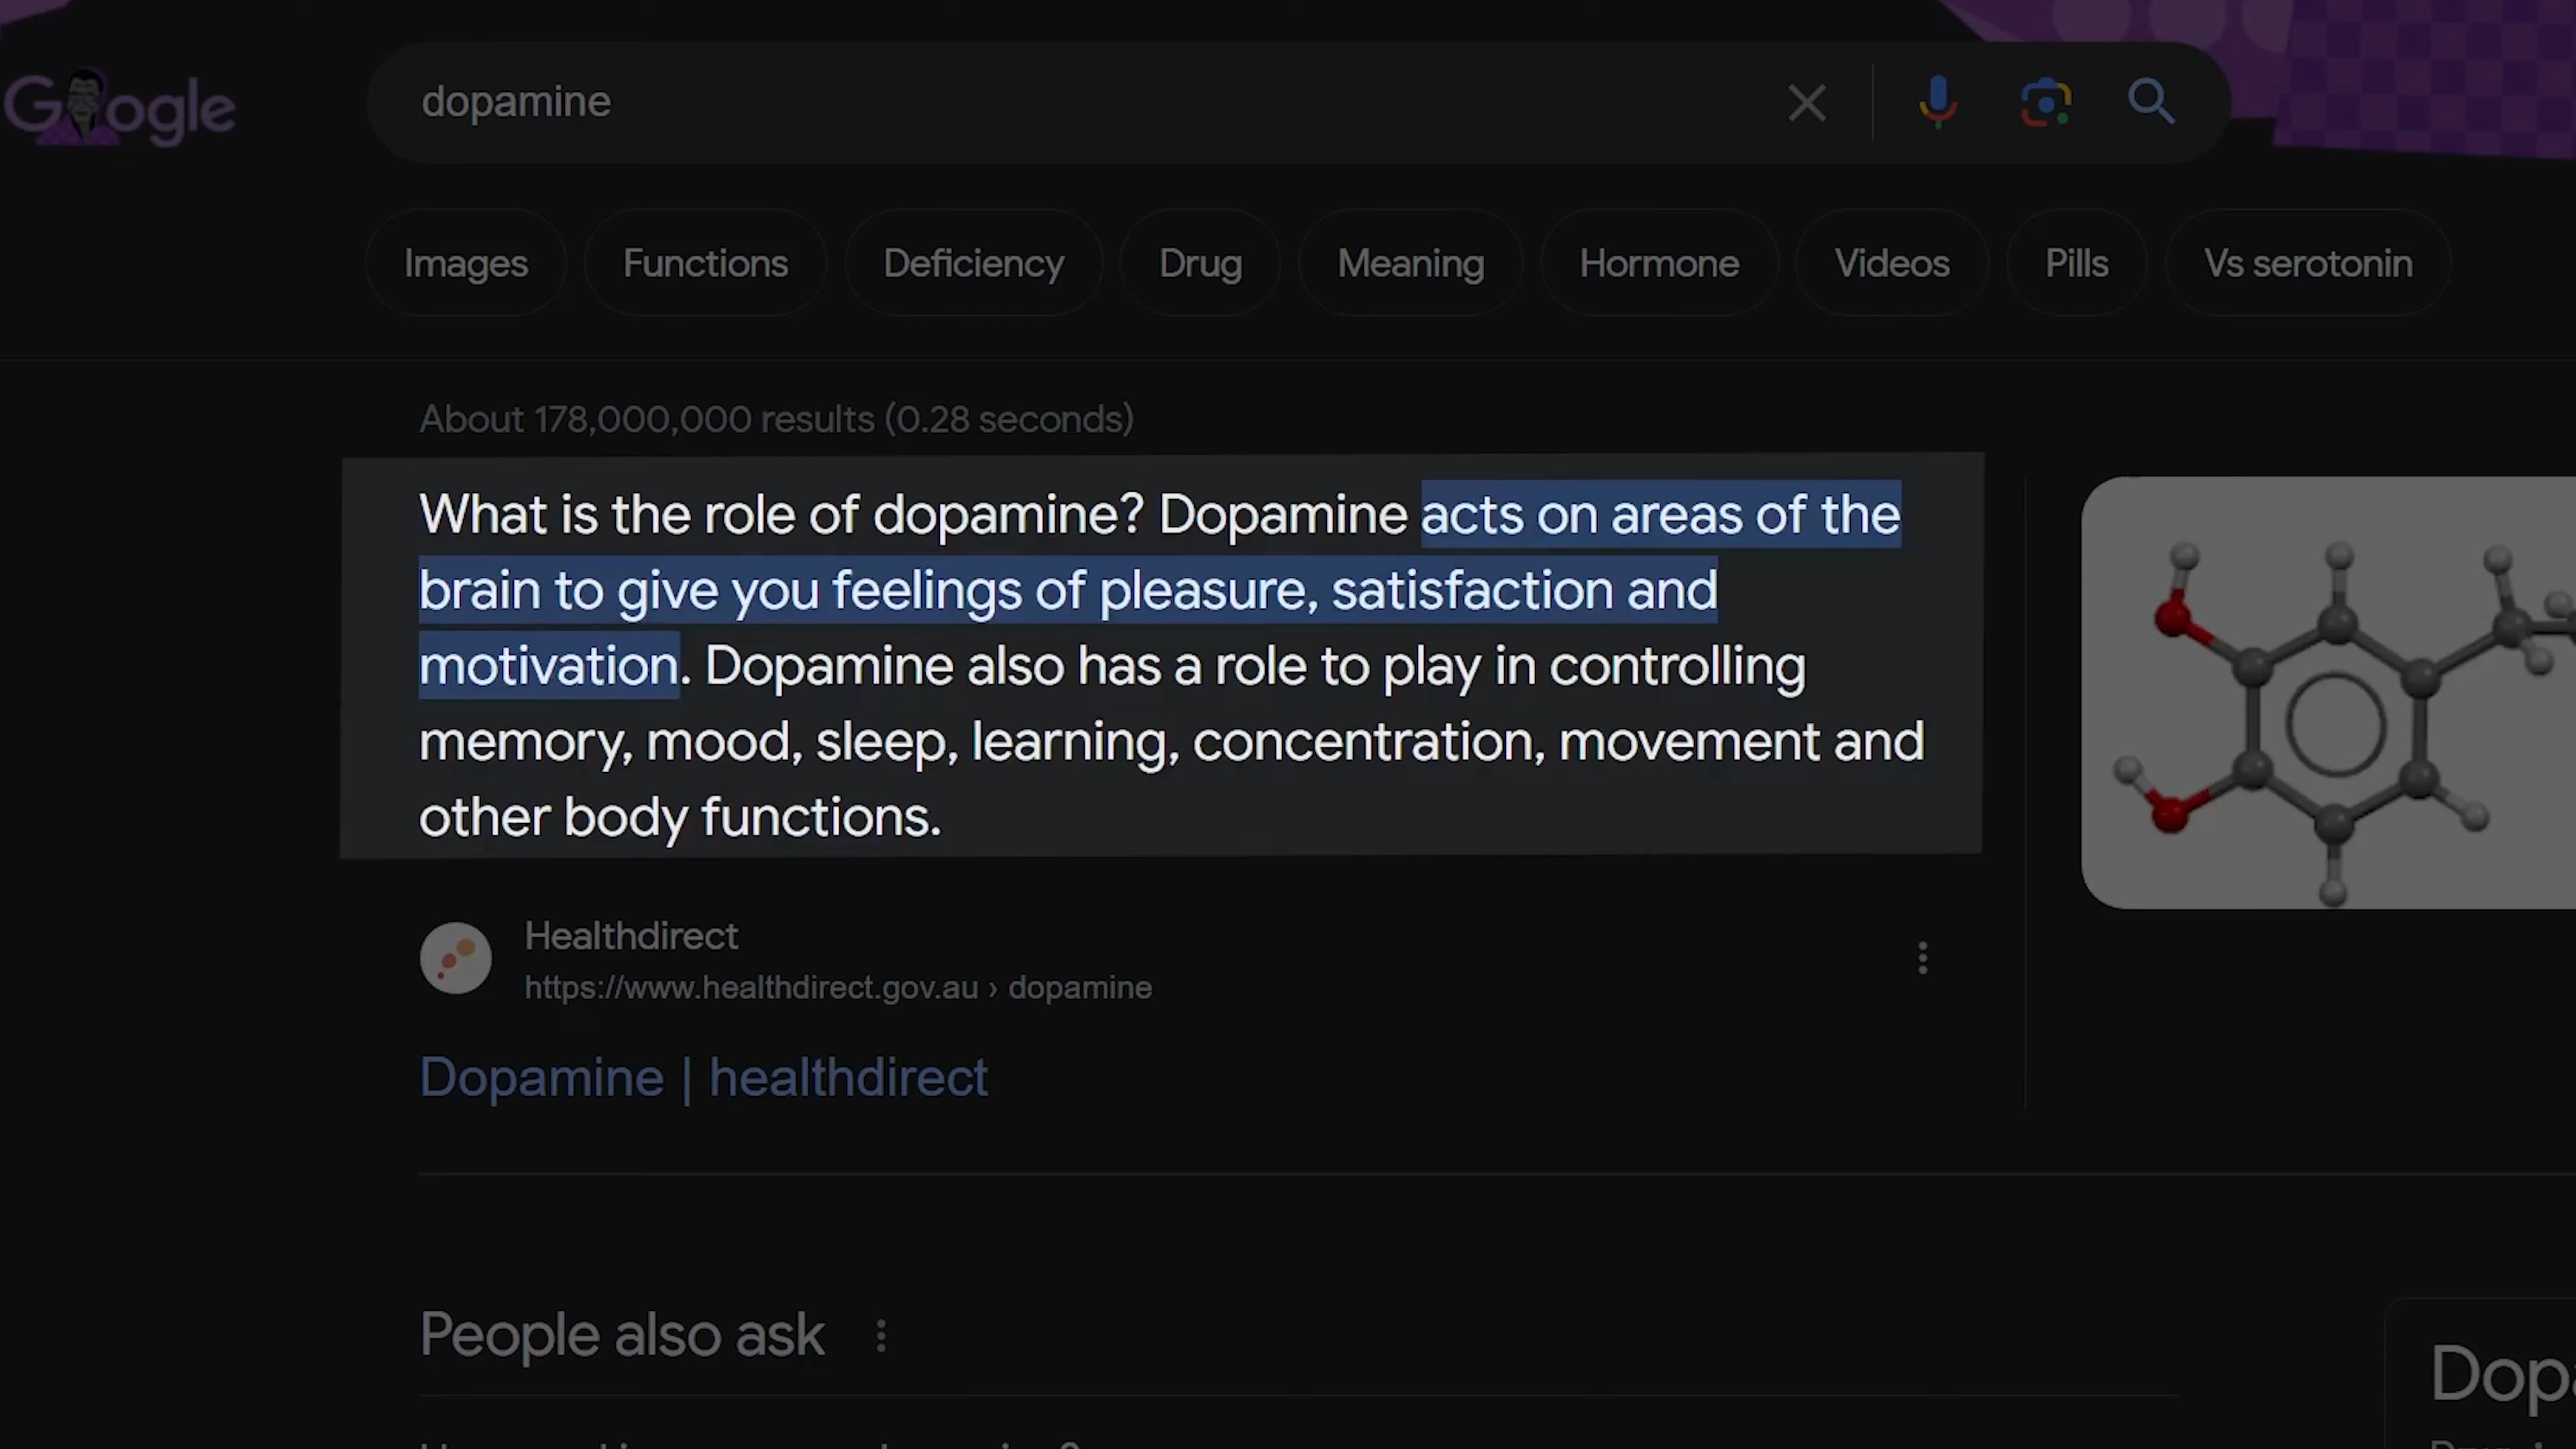 Google
dopamine
Images
Functions
Deficiency
Drug
Meaning
Hormone
Videos
Pills
Vs serotonin
About 178,000,000 results (0.28 seconds)
What is the role of dopamine? Dopamine acts on areas of the
brain to give you feelings of pleasure, satisfaction and
motivation. Dopamine also has a role to play in controlling
memory, mood, sleep, learning, concentration, movement and
other body functions.
Healthdirect
https://www.healthdirect.gov.au › dopamine
Dopamine | healthdirect
People also ask